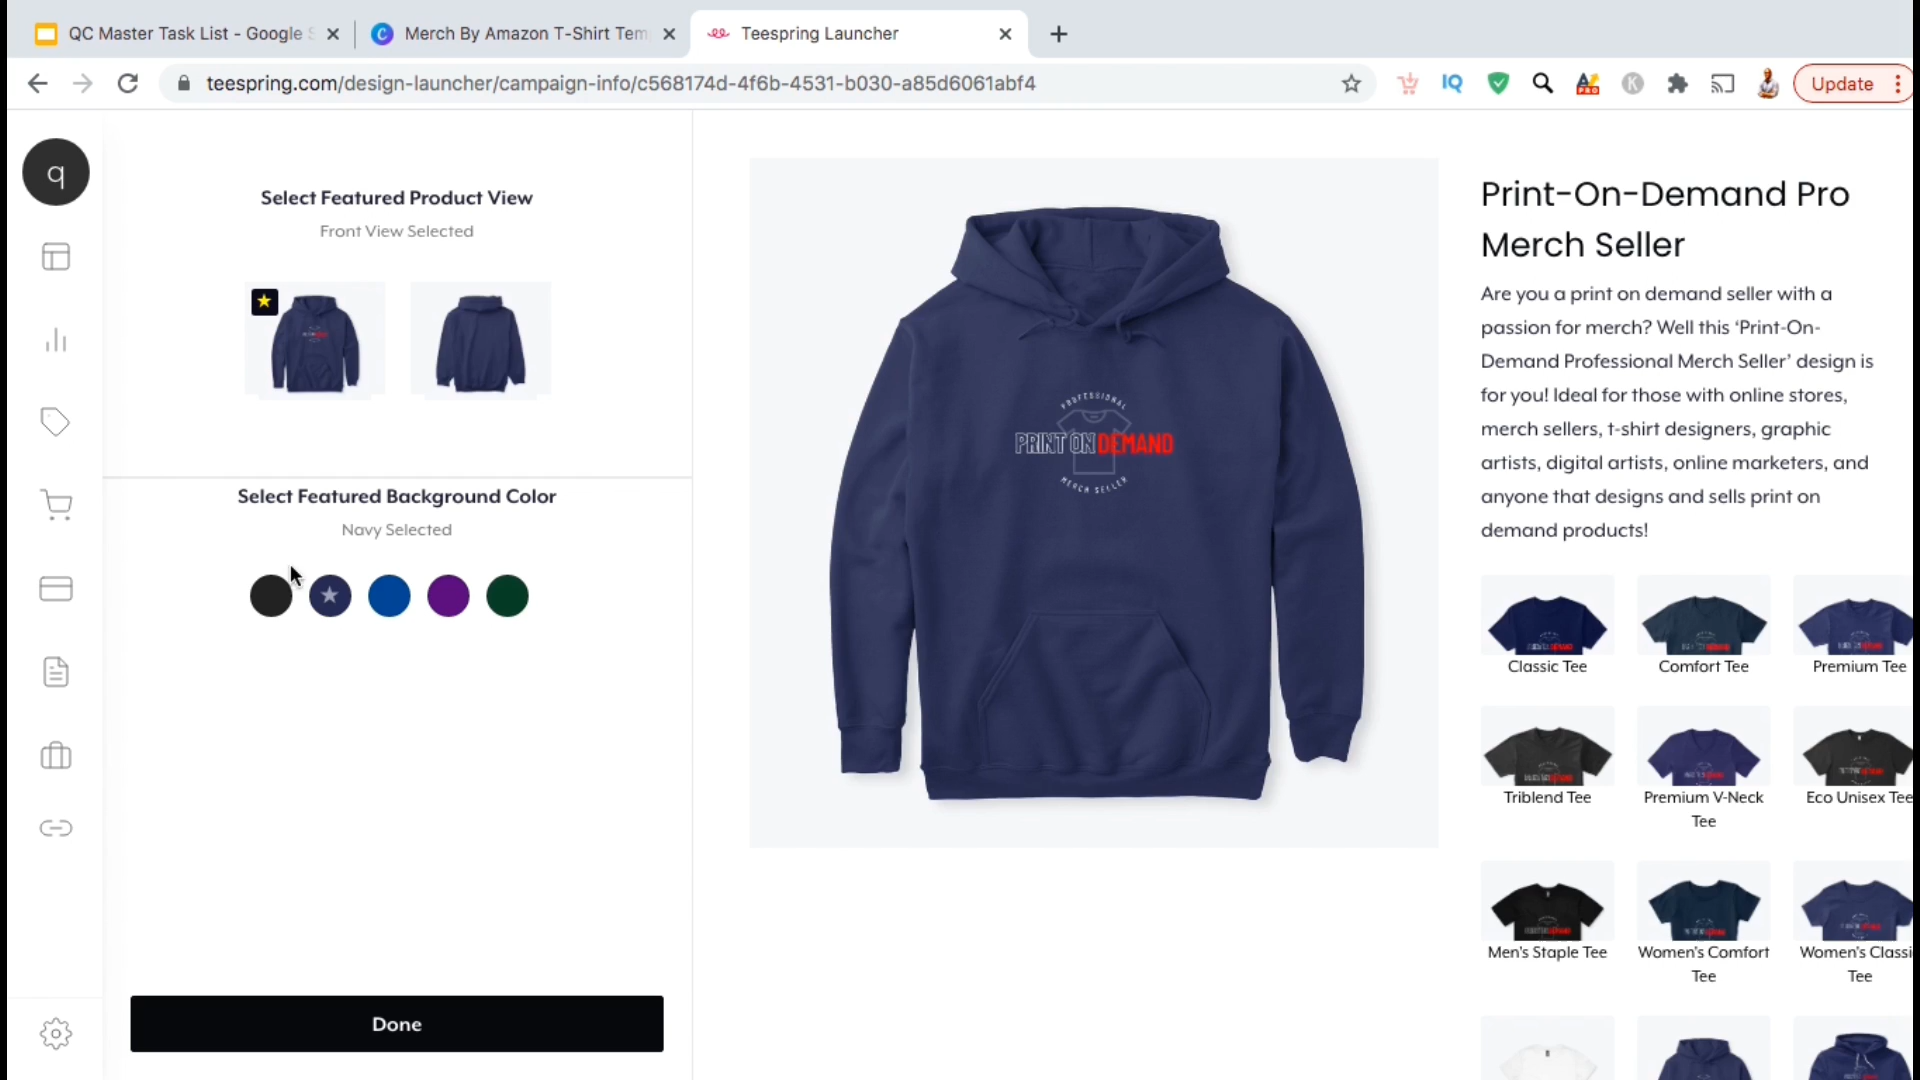 QC Master Task List - Google S
Merch By Amazon T-Shirt Tem
Teespring Launcher
teespring.com/design-launcher/campaign-info/c568174d-4f6b-4531-b030-a85d6061abf4
IQ
PRO
K
Update
q
Select Featured Product View
Front View Selected
Select Featured Background Color
Navy Selected
Done
PROFESSIONAL
PRINT ON DEMAND
MERCH SELLER
Print-On-Demand Pro
Merch Seller
Are you a print on demand seller with a
passion for merch? Well this ‘Print-On-
Demand Professional Merch Seller’ design is
for you! Ideal for those with online stores,
merch sellers, t-shirt designers, graphic
artists, digital artists, online marketers, and
anyone that designs and sells print on
demand products!
Classic Tee
Comfort Tee
Premium Tee
Triblend Tee
Premium V-Neck
Tee
Eco Unisex Tee
Men's Staple Tee
Women's Comfort
Tee
Women's Classi
Tee